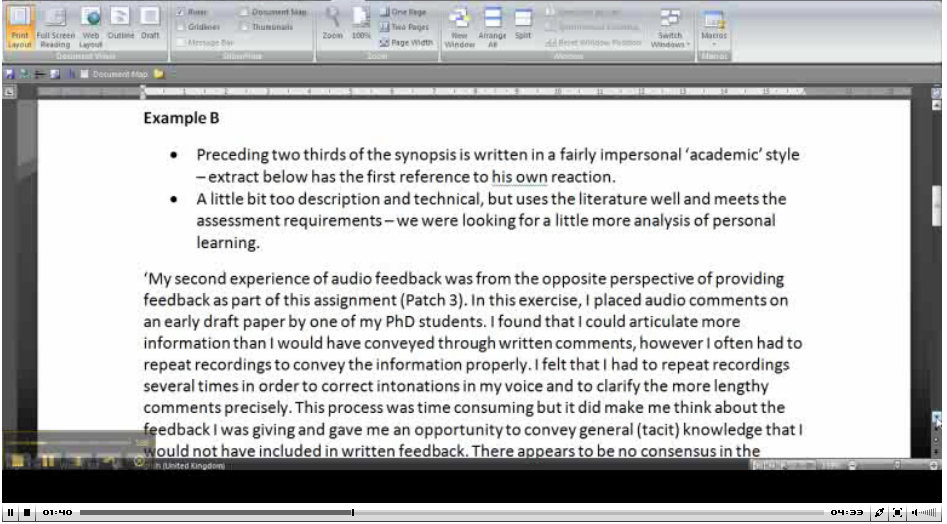 Ruler
Document Map
Gridlines
Thumbnails
Message Bar
One Page
Two Pages
Page Width
Print Layout
Full Screen Reading
Web Layout
Outline
Draft
Zoom
100%
New Window
Arrange All
Split
Reset Window Position
Switch Windows
Macros
Document Views
Zoom
Window
Macros
Document Map
Example B
• Preceding two thirds of the synopsis is written in a fairly impersonal ‘academic’ style
– extract below has the first reference to his own reaction.
• A little bit too description and technical, but uses the literature well and meets the
assessment requirements – we were looking for a little more analysis of personal
learning.
‘My second experience of audio feedback was from the opposite perspective of providing
feedback as part of this assignment (Patch 3). In this exercise, I placed audio comments on
an early draft paper by one of my PhD students. I found that I could articulate more
information than I would have conveyed through written comments, however I often had to
repeat recordings to convey the information properly. I felt that I had to repeat recordings
several times in order to correct intonations in my voice and to clarify the more lengthy
comments precisely. This process was time consuming but it did make me think about the
feedback I was giving and gave me an opportunity to convey general (tacit) knowledge that I
would not have included in written feedback. There appears to be no consensus in the
(United Kingdom)
01:40
04:33